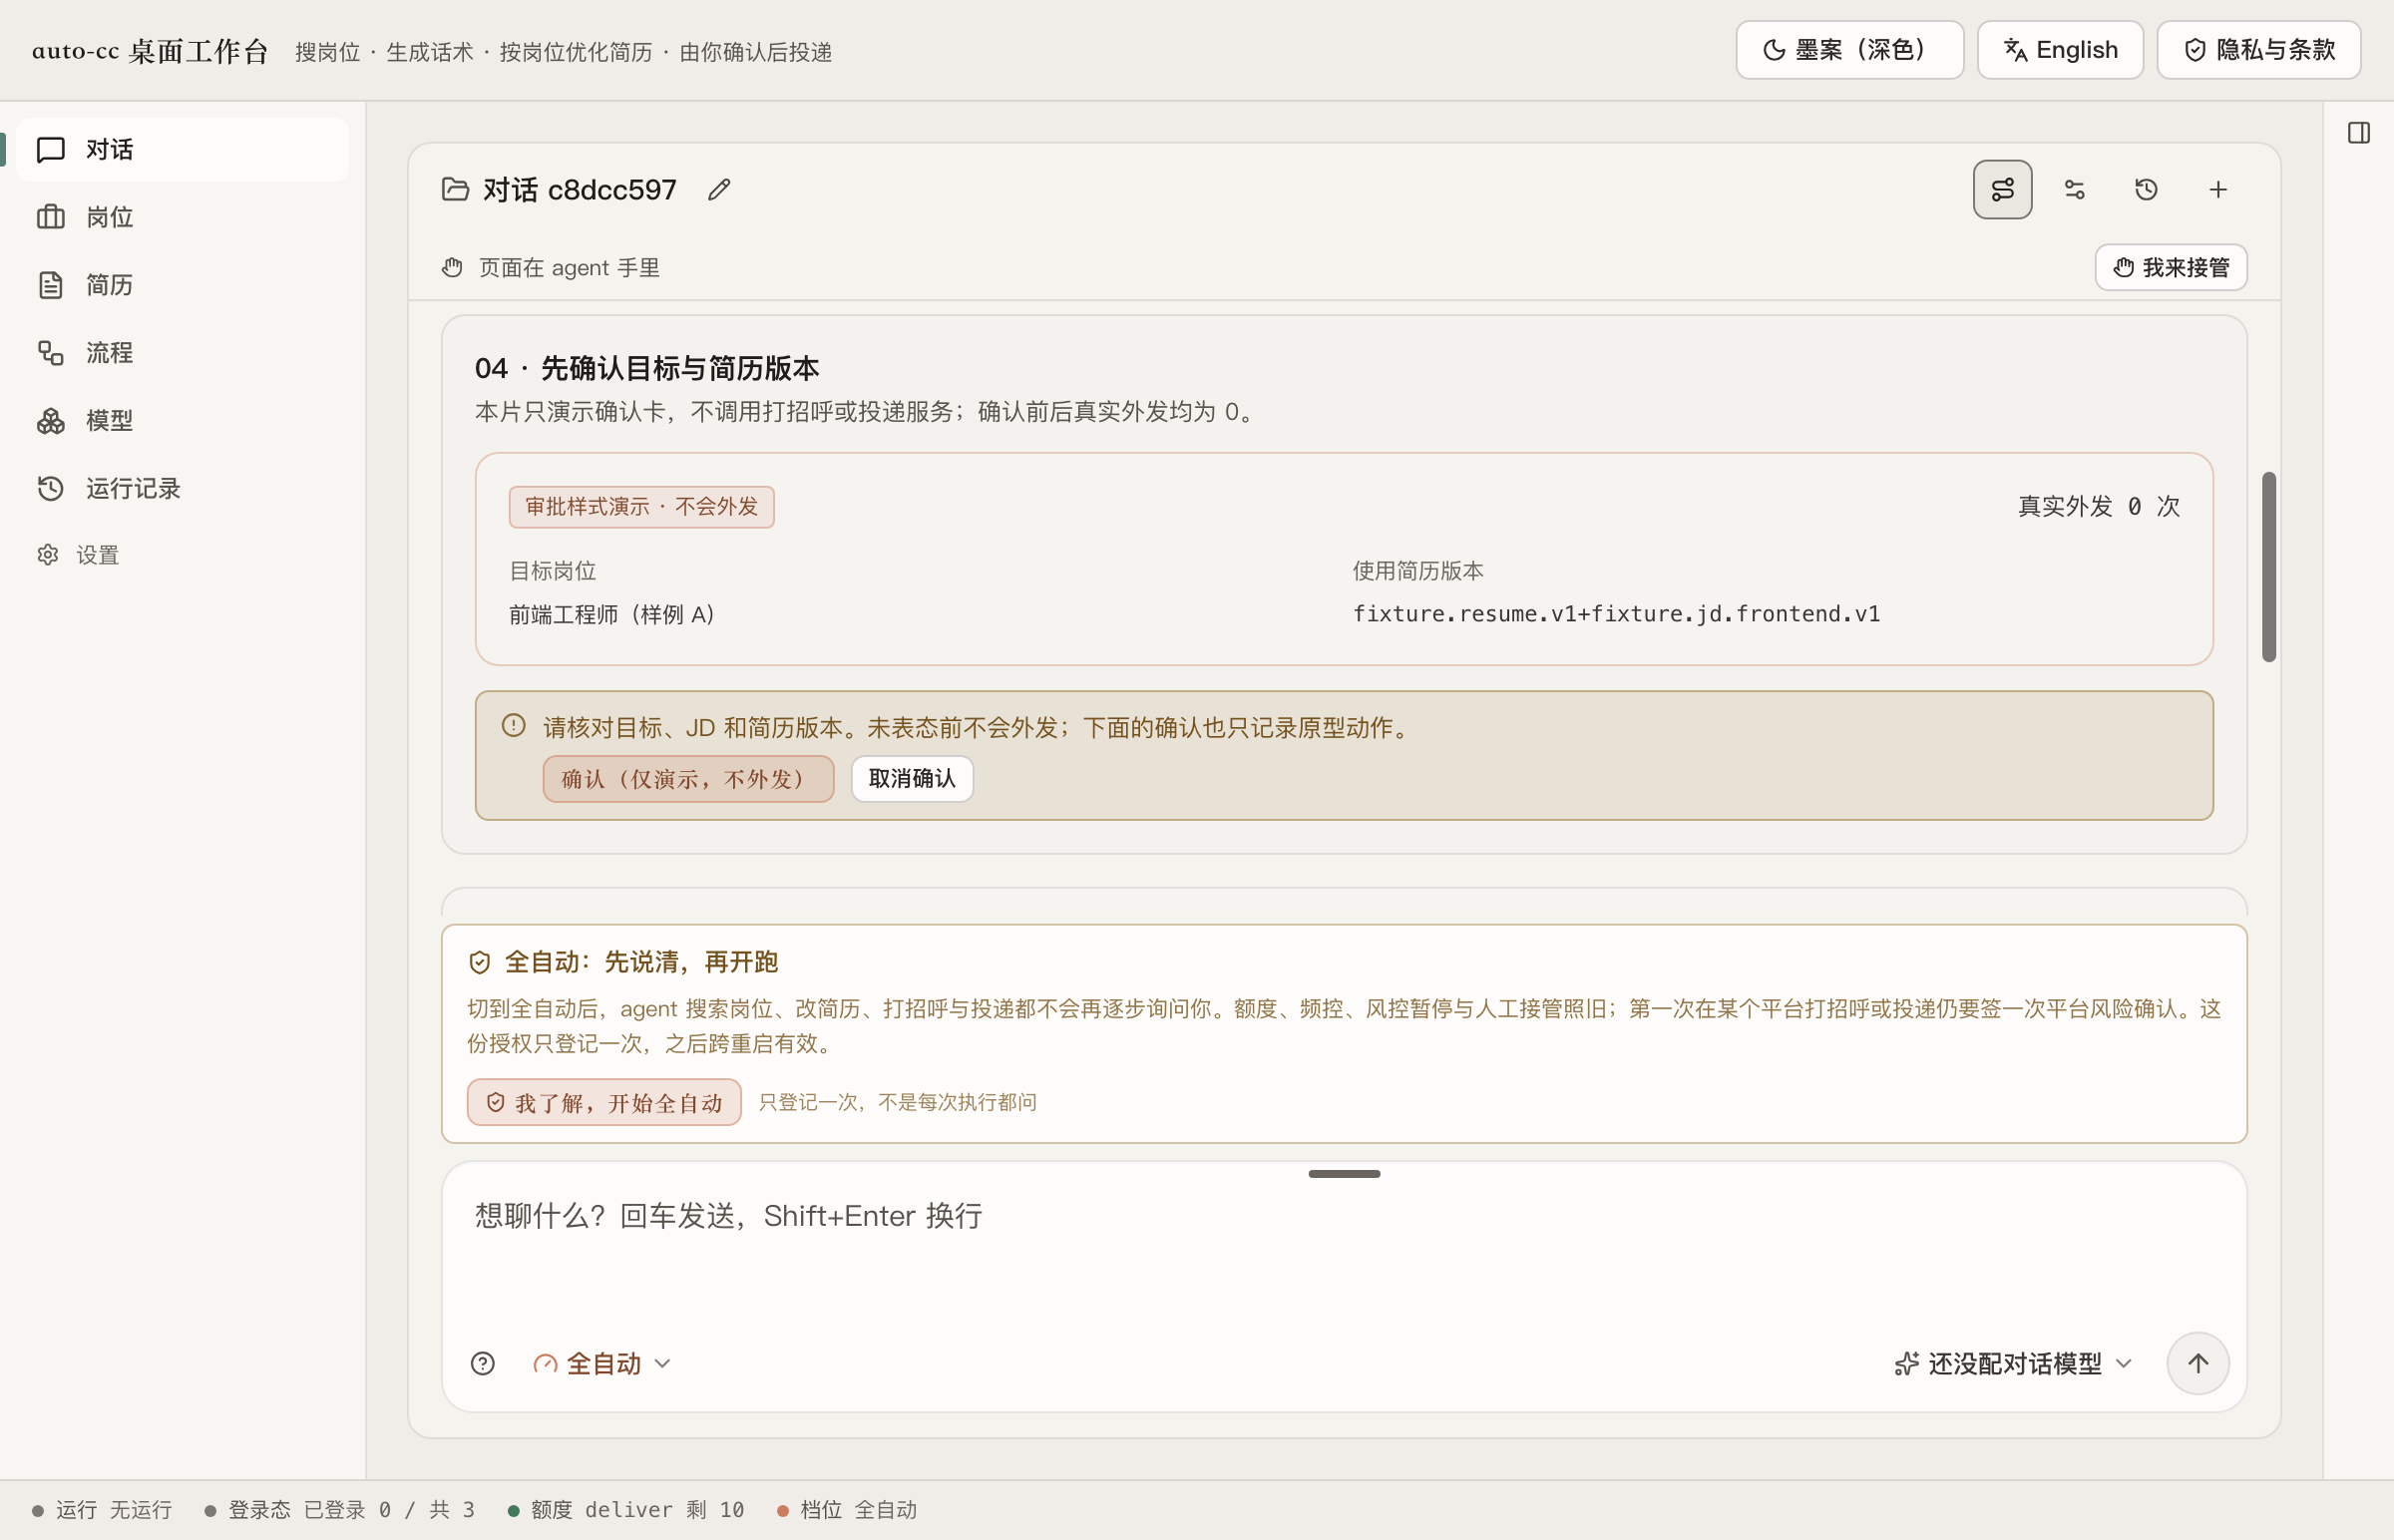 auto-cc 桌面工作台
搜岗位 · 生成话术 · 按岗位优化简历 · 由你确认后投递
墨案（深色）
English
隐私与条款
对话
岗位
简历
流程
模型
运行记录
设置
对话 c8dcc597
页面在 agent 手里
我来接管
04 · 先确认目标与简历版本
本片只演示确认卡，不调用打招呼或投递服务；确认前后真实外发均为 0。
审批样式演示 · 不会外发
真实外发 0 次
目标岗位
使用简历版本
前端工程师（样例 A）
fixture.resume.v1+fixture.jd.frontend.v1
请核对目标、JD 和简历版本。未表态前不会外发；下面的确认也只记录原型动作。
确认（仅演示，不外发）
取消确认
全自动：先说清，再开跑
切到全自动后，agent 搜索岗位、改简历、打招呼与投递都不会再逐步询问你。额度、频控、风控暂停与人工接管照旧；第一次在某个平台打招呼或投递仍要签一次平台风险确认。这
份授权只登记一次，之后跨重启有效。
我了解，开始全自动
只登记一次，不是每次执行都问
想聊什么？回车发送，Shift+Enter 换行
全自动
还没配对话模型
运行 无运行
登录态 已登录 0 / 共 3
额度 deliver 剩 10
档位 全自动